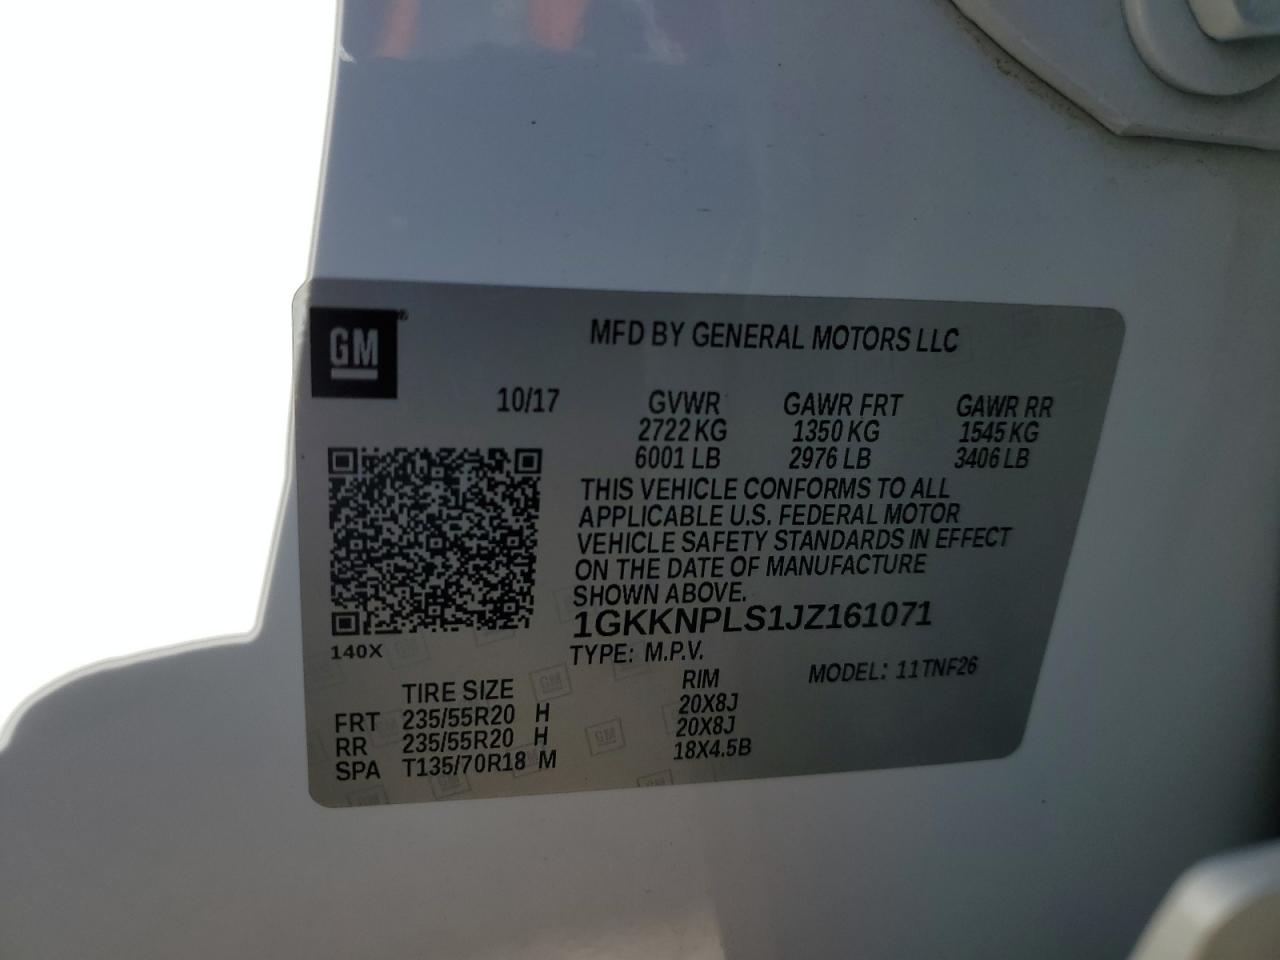 GM®
MFD BY GENERAL MOTORS LLC
10/17 GVWR GAWR FRT GAWR RR
2722 KG 1350 KG 1545 KG
6001 LB 2976 LB 3406 LB
THIS VEHICLE CONFORMS TO ALL
APPLICABLE U.S. FEDERAL MOTOR
VEHICLE SAFETY STANDARDS IN EFFECT
ON THE DATE OF MANUFACTURE
SHOWN ABOVE.
1GKKNPLS1JZ161071
140X
TYPE: M.P.V. MODEL: 11TNF26
TIRE SIZE RIM
FRT 235/55R20 H 20X8J
RR 235/55R20 H 20X8J
SPA T135/70R18 M 18X4.5B